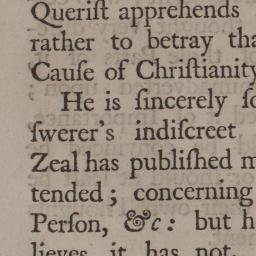 Queriſt apprehends
rather to betray tha
Cauſe of Chriſtianity
He is ſincerely ſo
ſwerer's indiſcreet
Zeal has publiſhed m
tended; concerning
Perſon, &c: but h
lieves, it has not,